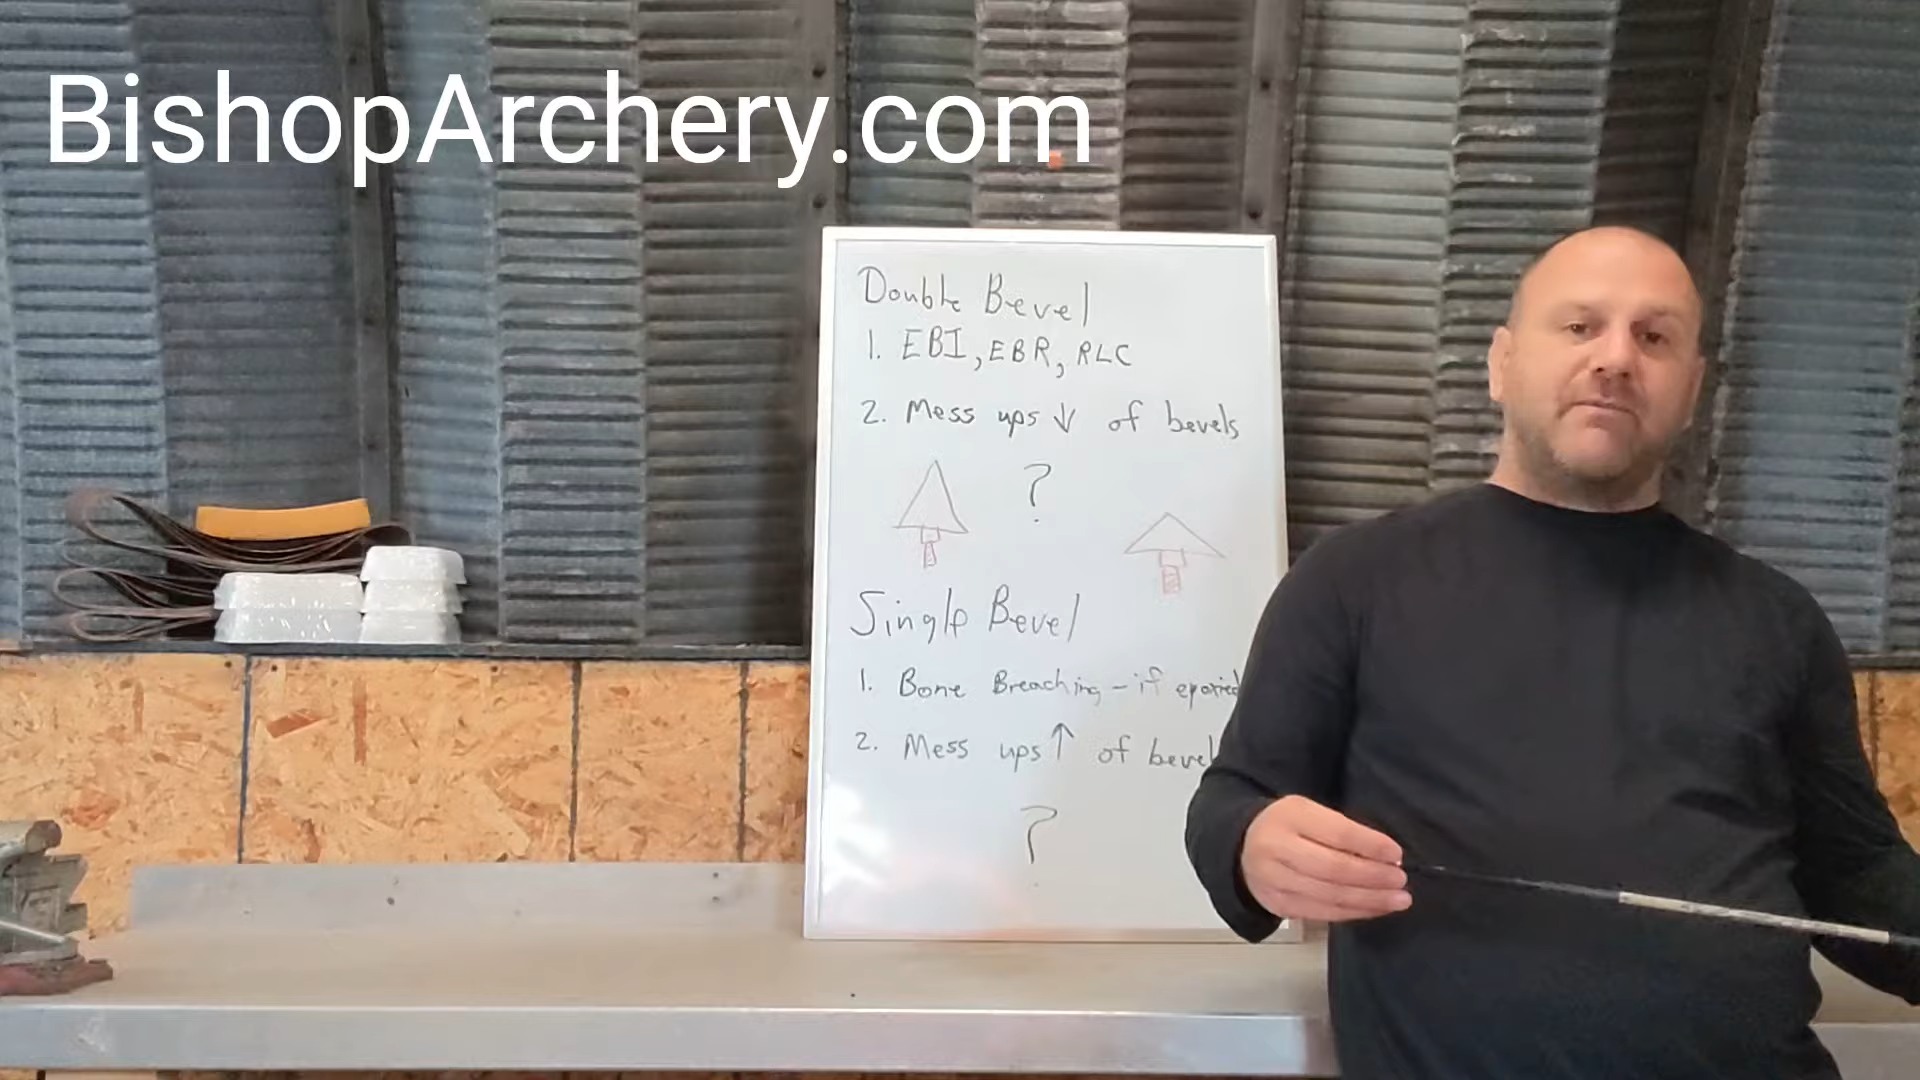 BishopArchery.com
Double Bevel
1. EBI, EBR, RLC
2. Mess ups ↓ of bevels
?
Single Bevel
1. Bone Breaching - if epoxied
2. Mess ups ↑ of bevel
?